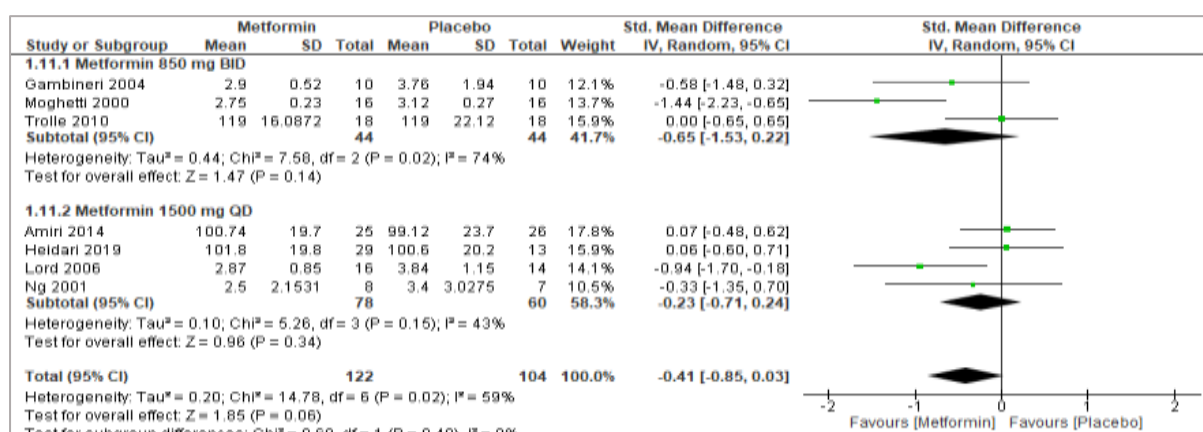 Metformin Placebo Std. Mean Difference Std. Mean Difference
Study or Subgroup Mean SD Total Mean SD Total Weight IV, Random, 95% CI IV, Random, 95% CI
1.11.1 Metformin 850 mg BID
Gambineri 2004 2.9 0.52 10 3.76 1.94 10 12.1% -0.58 [-1.48, 0.32]
Moghetti 2000 2.75 0.23 16 3.12 0.27 16 13.7% -1.44 [-2.23, -0.65]
Trolle 2010 119 16.0872 18 119 22.12 18 15.9% 0.00 [-0.65, 0.65]
Subtotal (95% CI) 44 44 41.7% -0.65 [-1.53, 0.22]
Heterogeneity: Tau² = 0.44; Chi² = 7.58, df = 2 (P = 0.02); I² = 74%
Test for overall effect: Z = 1.47 (P = 0.14)
1.11.2 Metformin 1500 mg QD
Amiri 2014 100.74 19.7 25 99.12 23.7 26 17.8% 0.07 [-0.48, 0.62]
Heidari 2019 101.8 19.8 29 100.6 20.2 13 15.9% 0.06 [-0.60, 0.71]
Lord 2006 2.87 0.85 16 3.84 1.15 14 14.1% -0.94 [-1.70, -0.18]
Ng 2001 2.5 2.1531 8 3.4 3.0275 7 10.5% -0.33 [-1.35, 0.70]
Subtotal (95% CI) 78 60 58.3% -0.23 [-0.71, 0.24]
Heterogeneity: Tau² = 0.10; Chi² = 5.26, df = 3 (P = 0.15); I² = 43%
Test for overall effect: Z = 0.96 (P = 0.34)
Total (95% CI) 122 104 100.0% -0.41 [-0.85, 0.03]
Heterogeneity: Tau² = 0.20; Chi² = 14.78, df = 6 (P = 0.02); I² = 59%
-2 -1 0 1 2
Test for overall effect: Z = 1.85 (P = 0.06)
Favours [Metformin] Favours [Placebo]
Test for subgroup differences: Chi² =